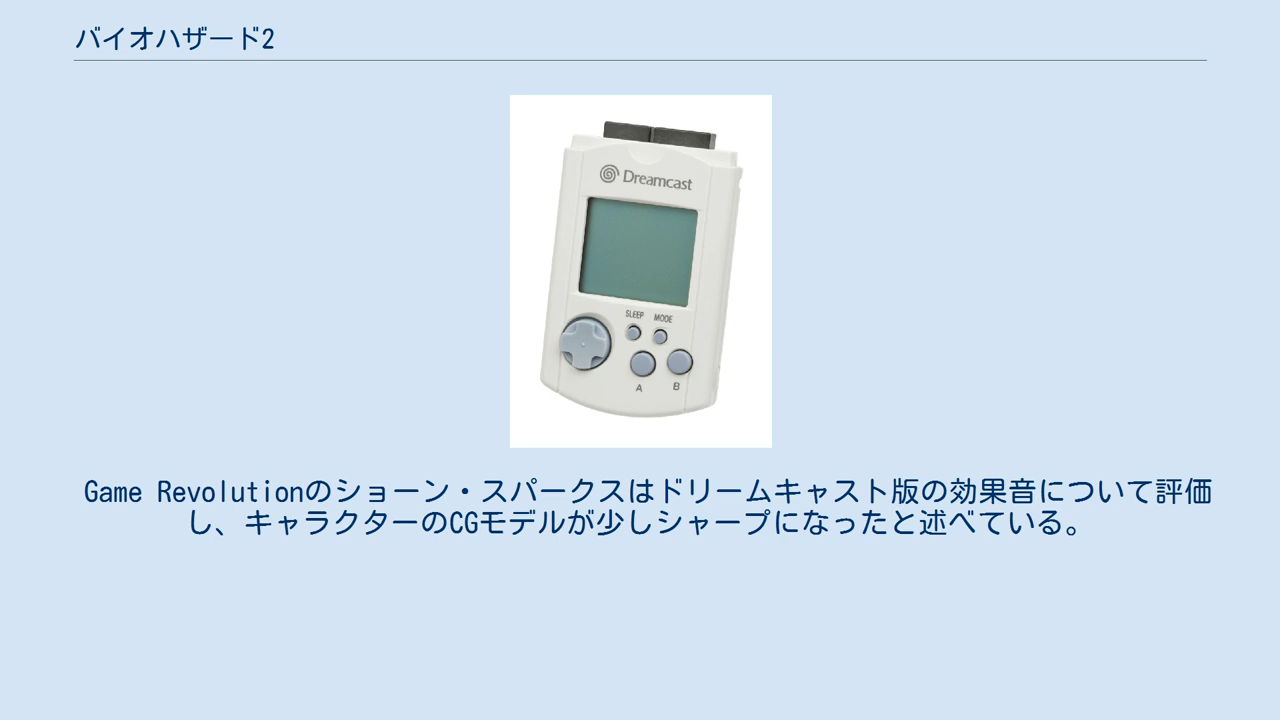 バイオハザード2
Dreamcast
SLEEP MODE
A B
Game Revolutionのショーン・スパークスはドリームキャスト版の効果音について評価
し、キャラクターのCGモデルが少しシャープになったと述べている。